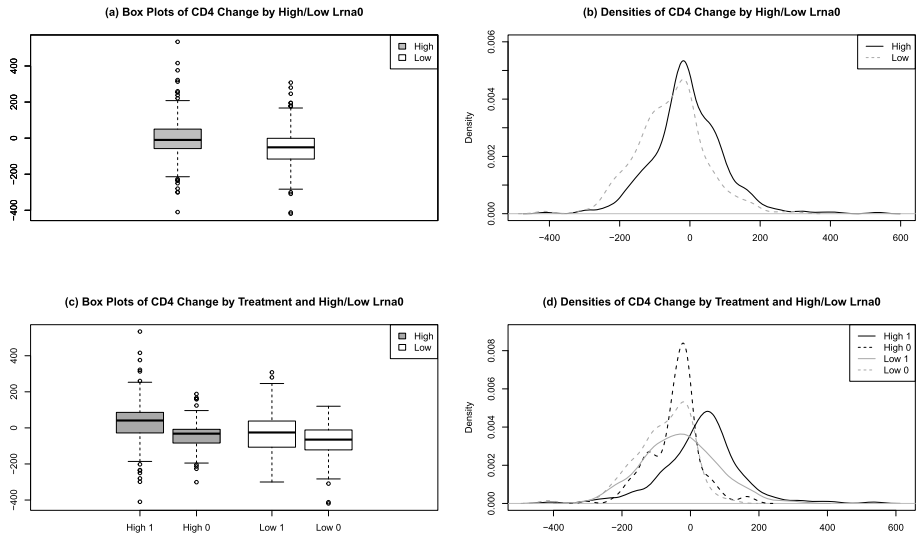 (a) Box Plots of CD4 Change by High/Low Lrna0
High
Low
400
200
0
−200
−400
(b) Densities of CD4 Change by High/Low Lrna0
High
Low
Density
0.006
0.004
0.002
0.000
−400 −200 0 200 400 600
(c) Box Plots of CD4 Change by Treatment and High/Low Lrna0
High
Low
400
200
0
−200
−400
High 1 High 0 Low 1 Low 0
(d) Densities of CD4 Change by Treatment and High/Low Lrna0
High 1
High 0
Low 1
Low 0
Density
0.008
0.006
0.004
0.002
0.000
−400 −200 0 200 400 600